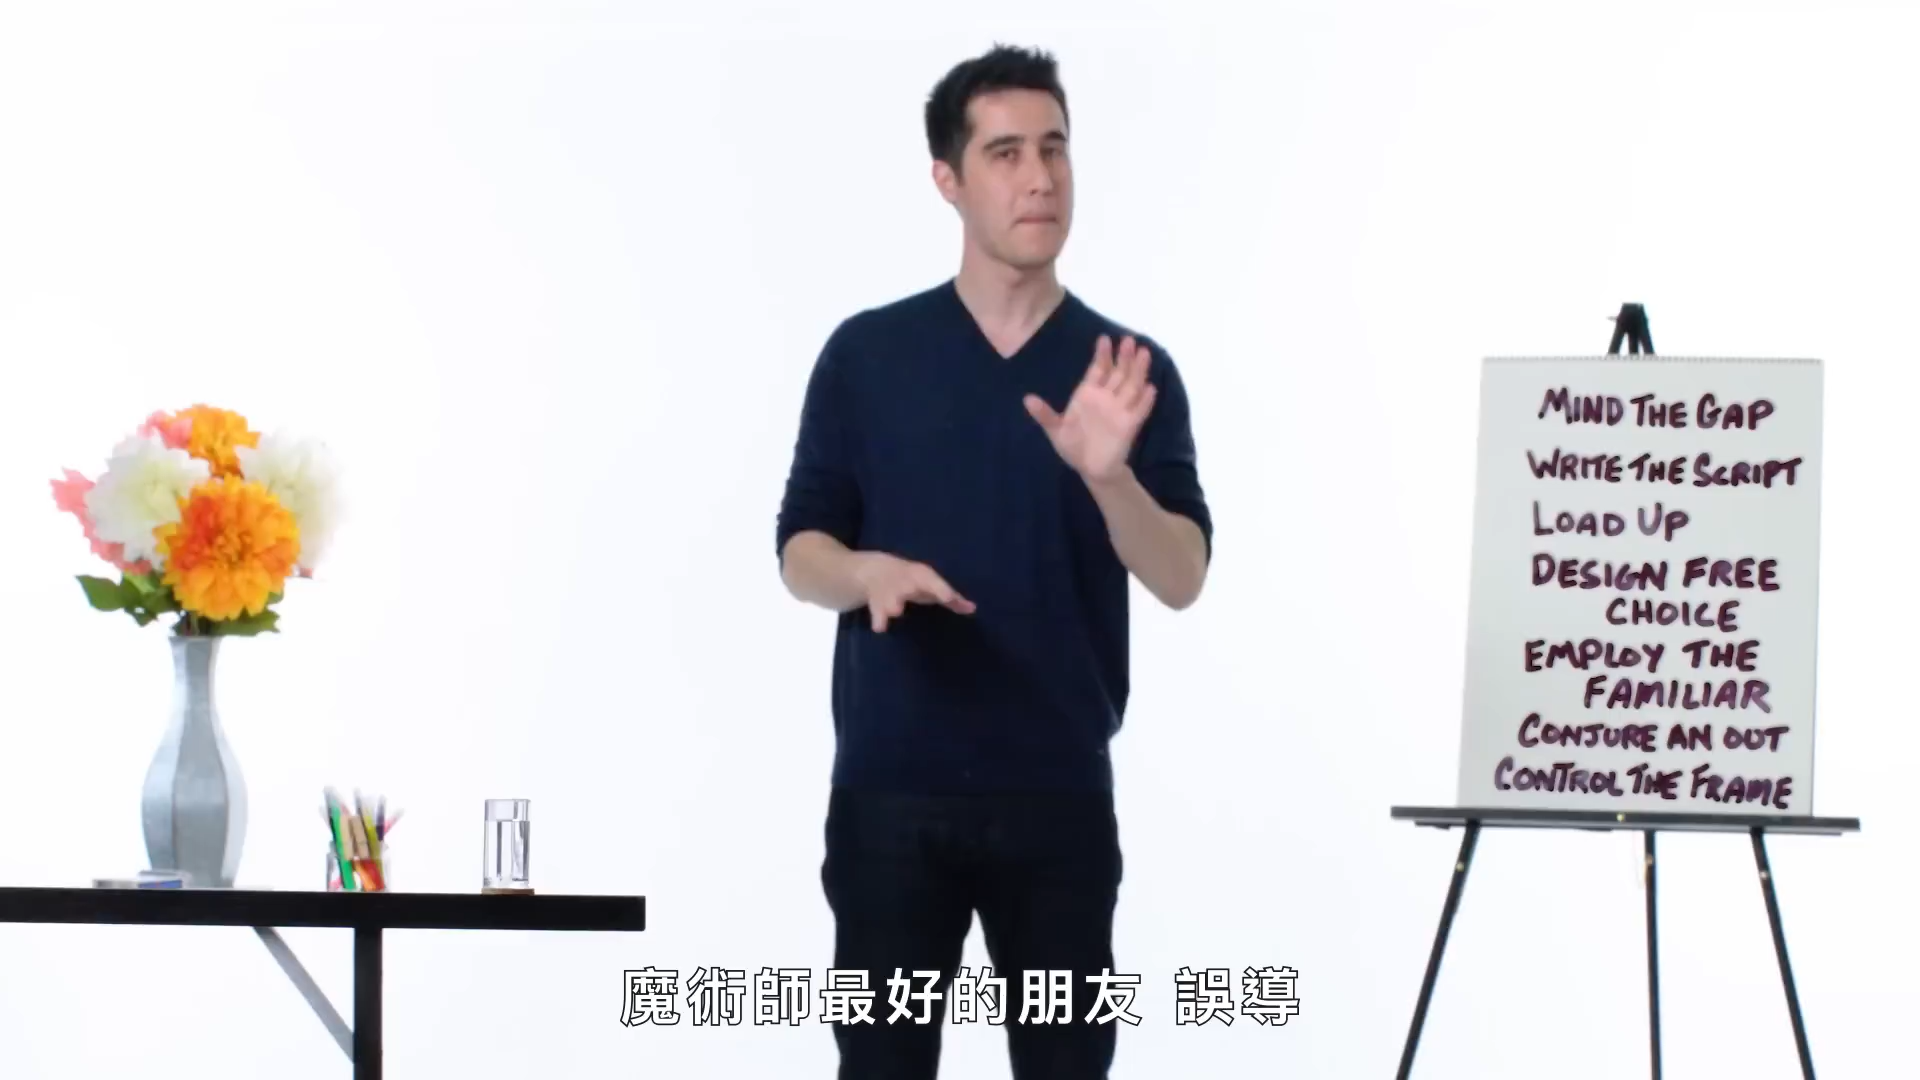 MIND THE GAP
WRITE THE SCRIPT
LOAD UP
DESIGN FREE
CHOICE
EMPLOY THE
FAMILIAR
CONJURE AN OUT
CONTROL THE FRAME
魔術師最好的朋友 誤導